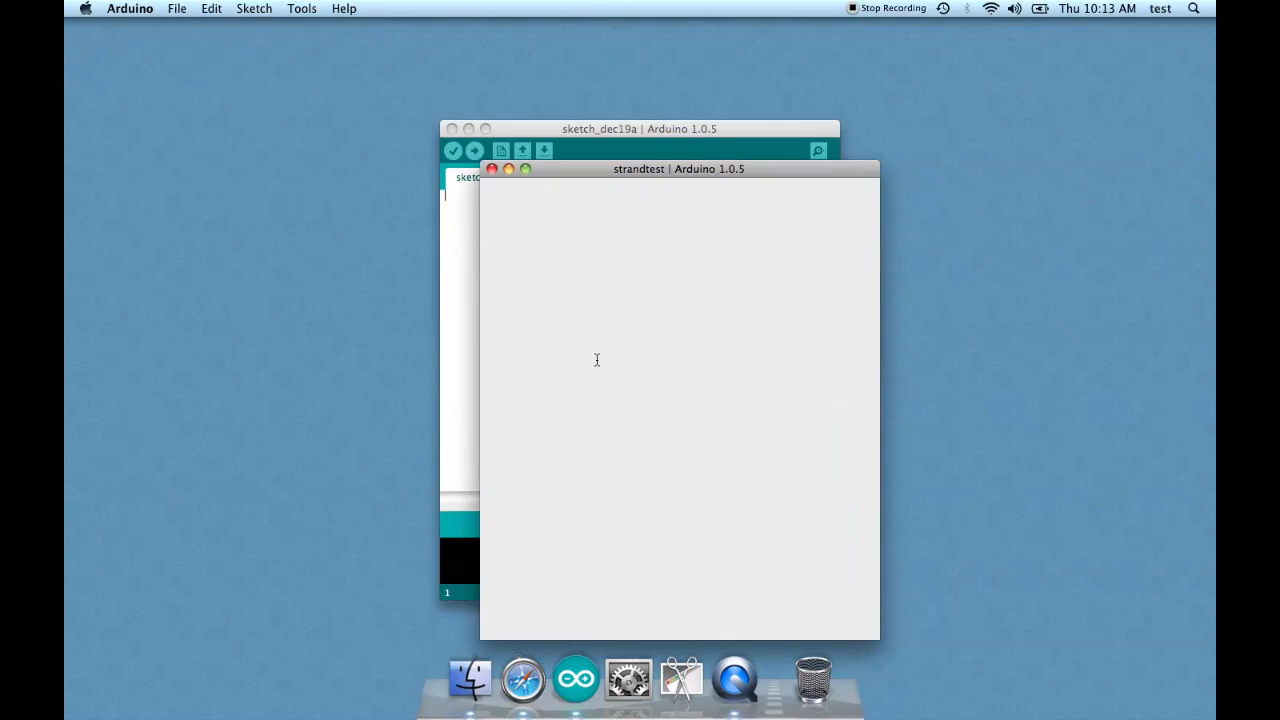 Arduino File Edit Sketch Tools Help Stop Recording Thu 10:13 AM test
sketch_dec19a | Arduino 1.0.5
strandtest | Arduino 1.0.5
sketc
1